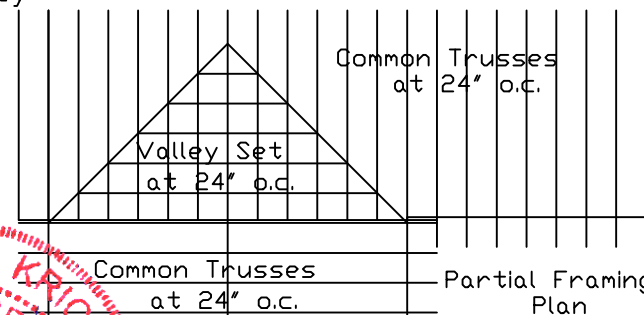 Common Trusses
at 24" o.c.
Valley Set
at 24" o.c.
Common Trusses
at 24" o.c.
Partial Framing
Plan